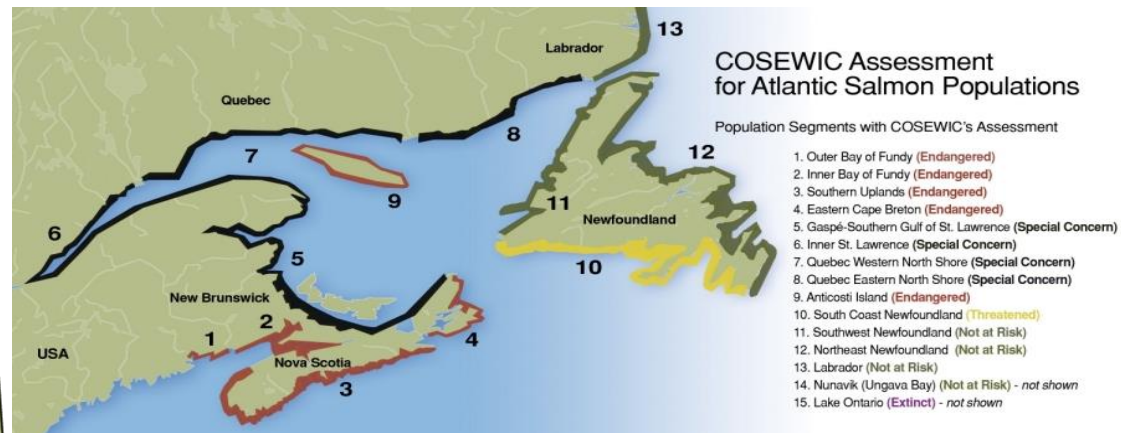 13
Labrador
Quebec
8
7
12
9
11
Newfoundland
6
5
10
New Brunswick
2
1
4
USA
Nova Scotia
3
COSEWIC Assessment
for Atlantic Salmon Populations
Population Segments with COSEWIC's Assessment
1. Outer Bay of Fundy (Endangered)
2. Inner Bay of Fundy (Endangered)
3. Southern Uplands (Endangered)
4. Eastern Cape Breton (Endangered)
5. Gaspé-Southern Gulf of St. Lawrence (Special Concern)
6. Inner St. Lawrence (Special Concern)
7. Quebec Western North Shore (Special Concern)
8. Quebec Eastern North Shore (Special Concern)
9. Anticosti Island (Endangered)
10. South Coast Newfoundland (Threatened)
11. Southwest Newfoundland (Not at Risk)
12. Northeast Newfoundland (Not at Risk)
13. Labrador (Not at Risk)
14. Nunavik (Ungava Bay) (Not at Risk) - not shown
15. Lake Ontario (Extinct) - not shown